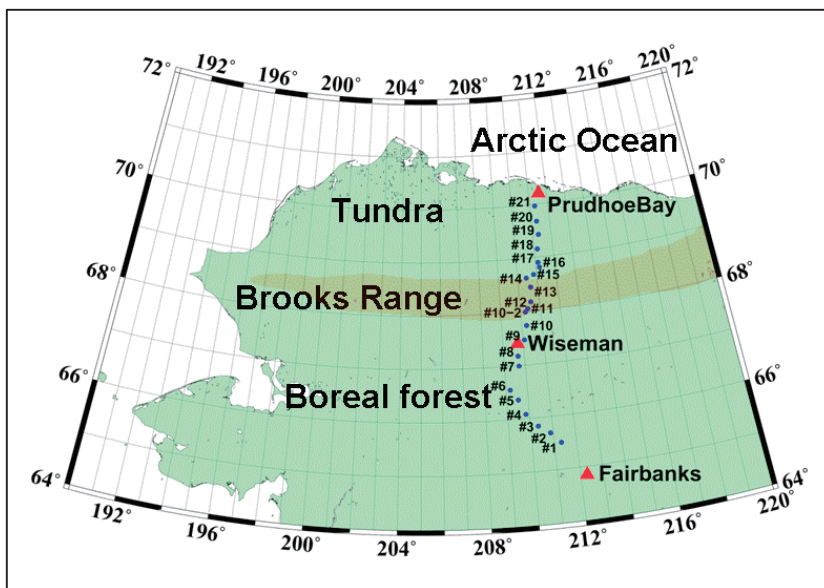 192° 196° 200° 204° 208° 212° 216° 220°
72° 72°
Arctic Ocean
70° 70°
#21 PrudhoeBay
Tundra
#20
#19
#18
#17 #16
#15
#14
68° 68°
#13
Brooks Range
#12
#11
#10−2
#10
#9
Wiseman
#8
#7
66° 66°
#6
Boreal forest
#5
#4
#3
#2
#1
Fairbanks
64° 64°
192° 196° 200° 204° 208° 212° 216° 220°